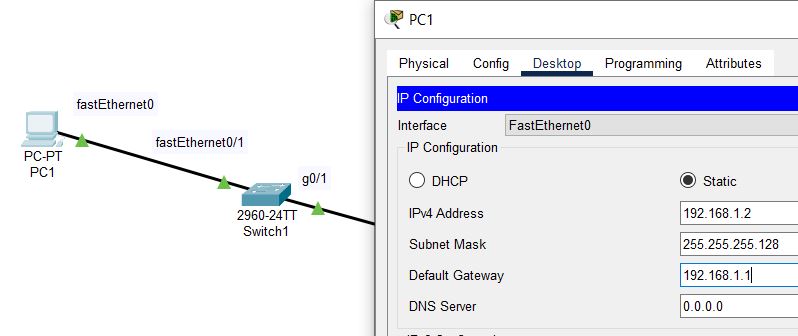 fastEthernet0
PC-PT
PC1
fastEthernet0/1
g0/1
2960-24TT
Switch1
PC1
Physical Config Desktop Programming Attributes
IP Configuration
Interface FastEthernet0
IP Configuration
DHCP Static
IPv4 Address 192.168.1.2
Subnet Mask 255.255.255.128
Default Gateway 192.168.1.1
DNS Server 0.0.0.0